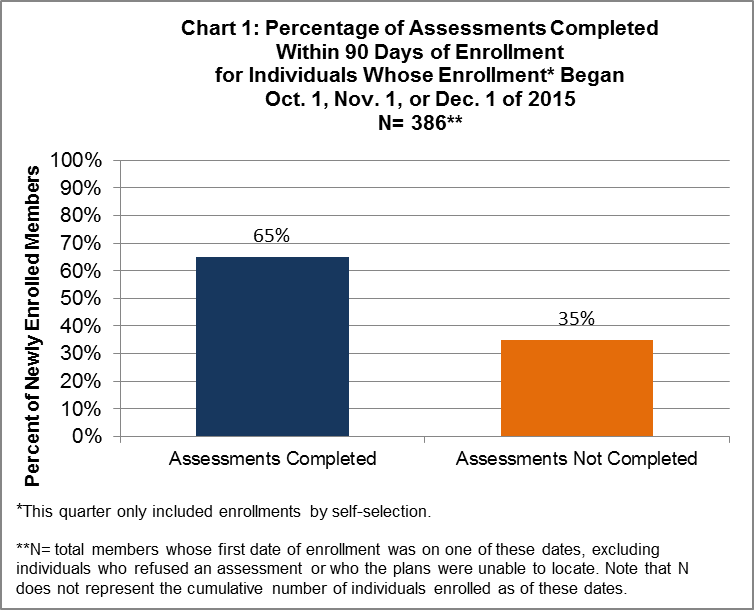 Chart 1: Percentage of Assessments Completed
Within 90 Days of Enrollment
for Individuals Whose Enrollment* Began
Oct. 1, Nov. 1, or Dec. 1 of 2015
N= 386**
Percent of Newly Enrolled Members
100%
90%
80%
70%
60%
50%
40%
30%
20%
10%
0%
65%
35%
Assessments Completed
Assessments Not Completed
*This quarter only included enrollments by self-selection.
**N= total members whose first date of enrollment was on one of these dates, excluding
individuals who refused an assessment or who the plans were unable to locate. Note that N
does not represent the cumulative number of individuals enrolled as of these dates.